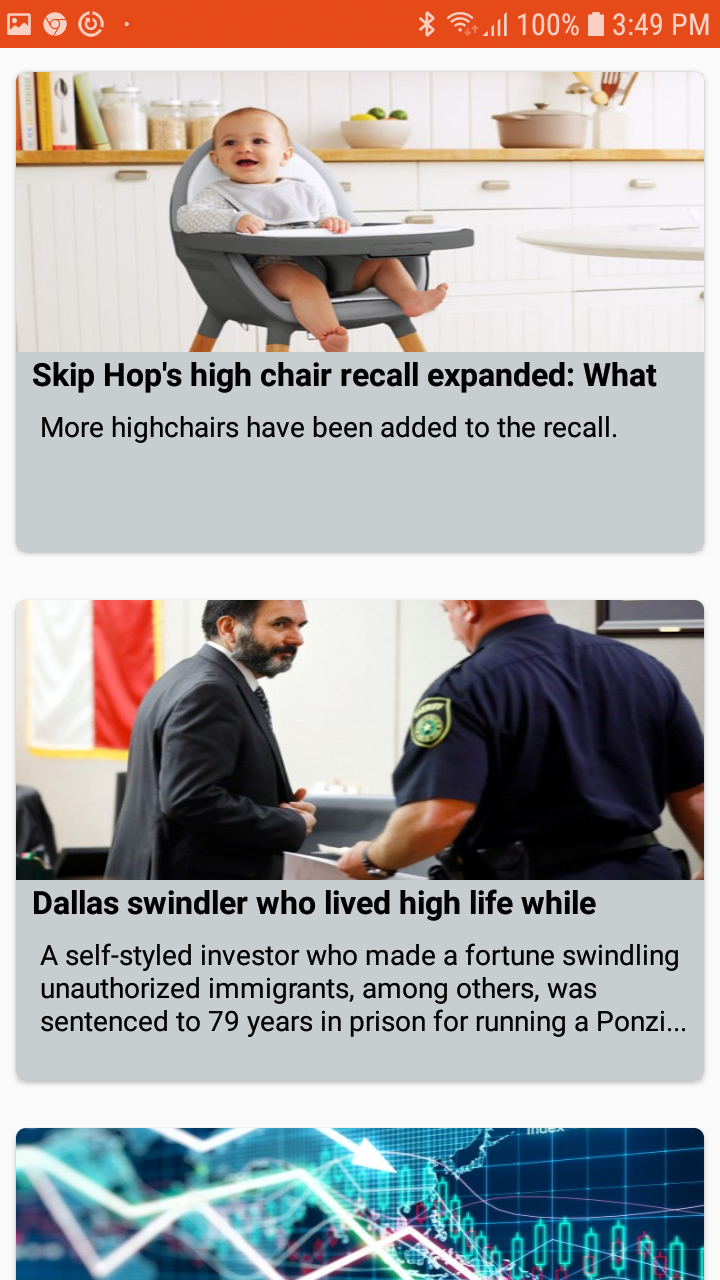 100% 3:49 PM
Skip Hop's high chair recall expanded: What
More highchairs have been added to the recall.
Dallas swindler who lived high life while
A self-styled investor who made a fortune swindling
unauthorized immigrants, among others, was
sentenced to 79 years in prison for running a Ponzi...
Index